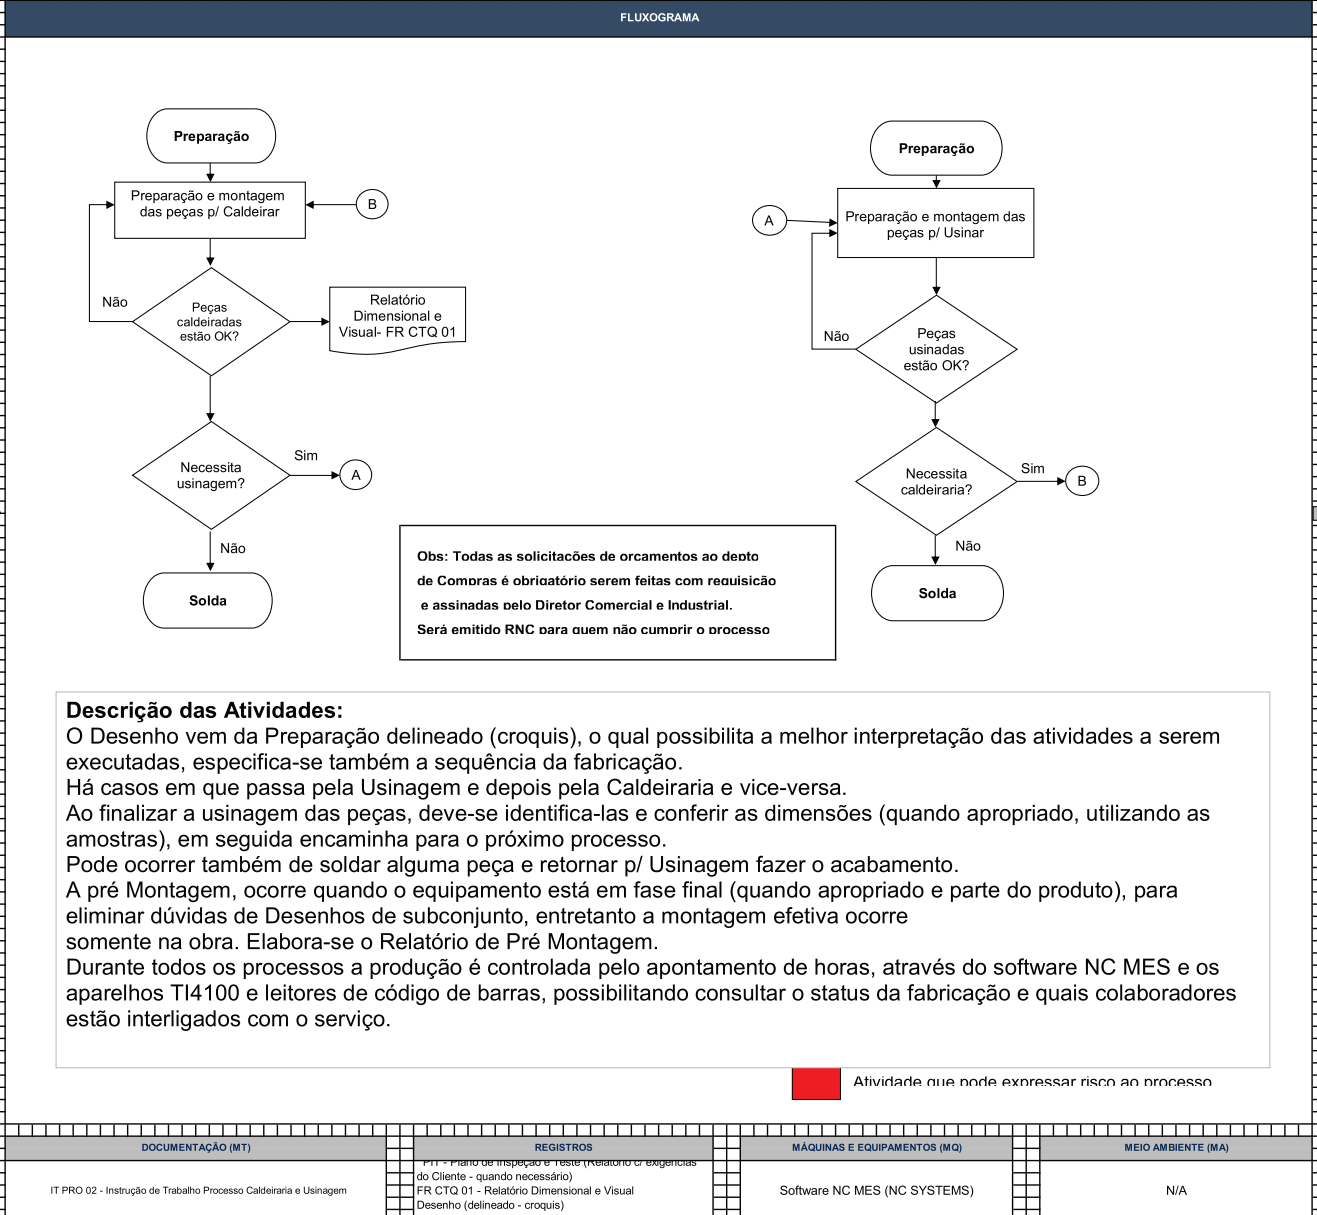 FLUXOGRAMA
Preparação
Preparação e montagem
das peças p/ Caldeirar
B
Não
Peças
caldeiradas
estão OK?
Relatório
Dimensional e
Visual- FR CTQ 01
Necessita
usinagem?
Sim
A
Não
Solda
Preparação
A
Preparação e montagem das
peças p/ Usinar
Não
Peças
usinadas
estão OK?
Necessita
caldeiraria?
Sim
B
Não
Solda
Obs: Todas as solicitações de orçamentos ao depto
de Compras é obrigatório serem feitas com requisição
e assinadas pelo Diretor Comercial e Industrial.
Será emitido RNC para quem não cumprir o processo
Descrição das Atividades:
O Desenho vem da Preparação delineado (croquis), o qual possibilita a melhor interpretação das atividades a serem
executadas, especifica-se também a sequência da fabricação.
Há casos em que passa pela Usinagem e depois pela Caldeiraria e vice-versa.
Ao finalizar a usinagem das peças, deve-se identifica-las e conferir as dimensões (quando apropriado, utilizando as
amostras), em seguida encaminha para o próximo processo.
Pode ocorrer também de soldar alguma peça e retornar p/ Usinagem fazer o acabamento.
A pré Montagem, ocorre quando o equipamento está em fase final (quando apropriado e parte do produto), para
eliminar dúvidas de Desenhos de subconjunto, entretanto a montagem efetiva ocorre
somente na obra. Elabora-se o Relatório de Pré Montagem.
Durante todos os processos a produção é controlada pelo apontamento de horas, através do software NC MES e os
aparelhos TI4100 e leitores de código de barras, possibilitando consultar o status da fabricação e quais colaboradores
estão interligados com o serviço.
Atividade que pode expressar risco ao processo
DOCUMENTAÇÃO (MT)
REGISTROS
MÁQUINAS E EQUIPAMENTOS (MQ)
MEIO AMBIENTE (MA)
IT PRO 02 - Instrução de Trabalho Processo Caldeiraria e Usinagem
PIT - Plano de Inspeção e Teste (Relatório c/ exigências
do Cliente - quando necessário)
FR CTQ 01 - Relatório Dimensional e Visual
Desenho (delineado - croquis)
Software NC MES (NC SYSTEMS)
N/A